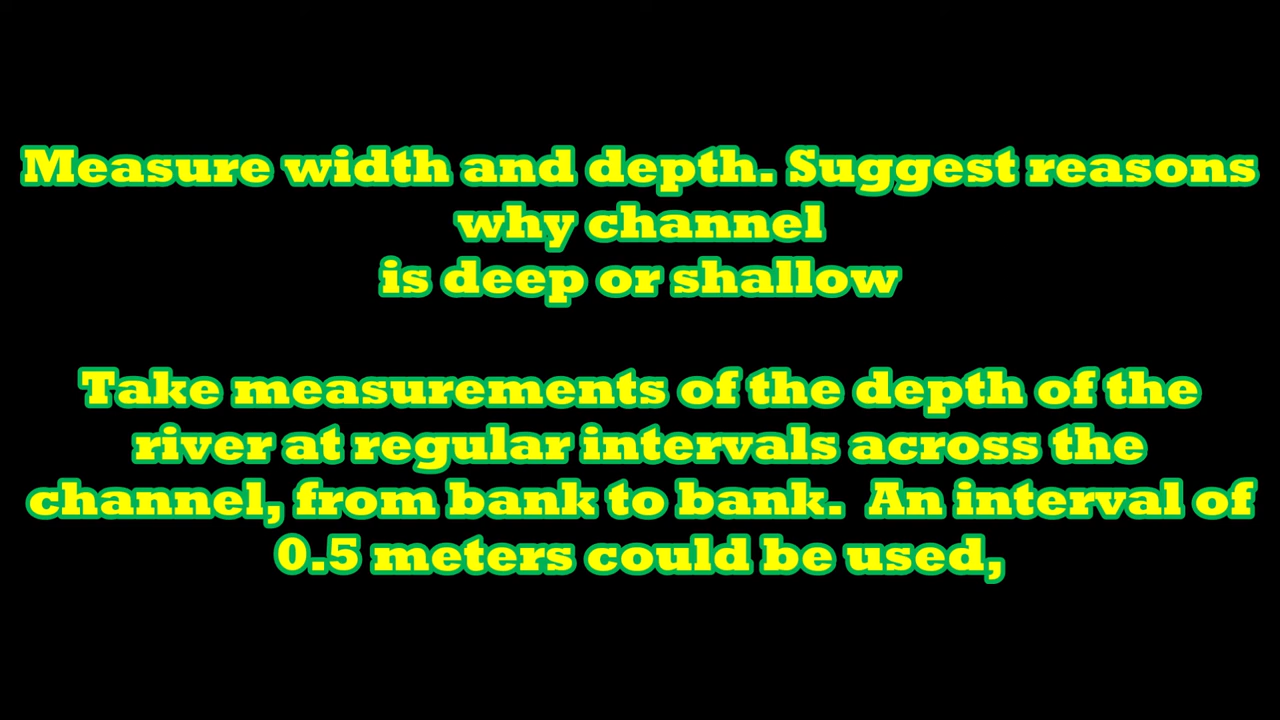 Measure width and depth. Suggest reasons
why channel
is deep or shallow
Take measurements of the depth of the
river at regular intervals across the
channel, from bank to bank.  An interval of
0.5 meters could be used,